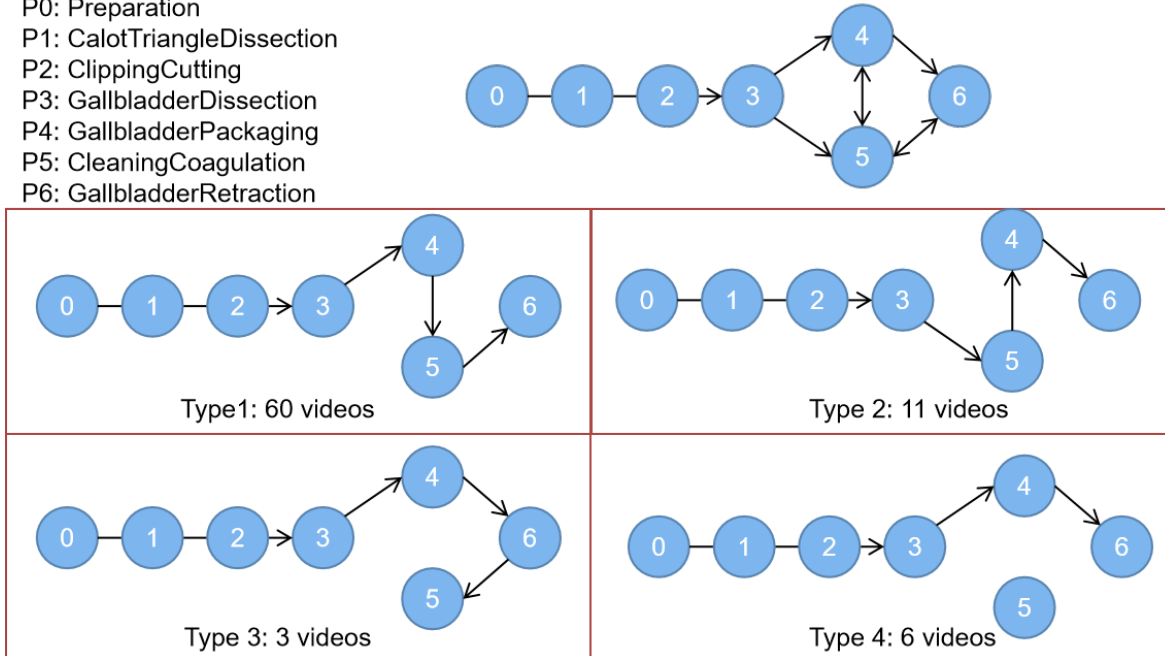 P0: Preparation
P1: CalotTriangleDissection
P2: ClippingCutting
P3: GallbladderDissection
P4: GallbladderPackaging
P5: CleaningCoagulation
P6: GallbladderRetraction
4
0 1 2 3 6
5
4
0 1 2 3 6
5
Type1: 60 videos
4
0 1 2 3 6
5
Type 2: 11 videos
4
0 1 2 3 6
5
Type 3: 3 videos
4
0 1 2 3 6
5
Type 4: 6 videos